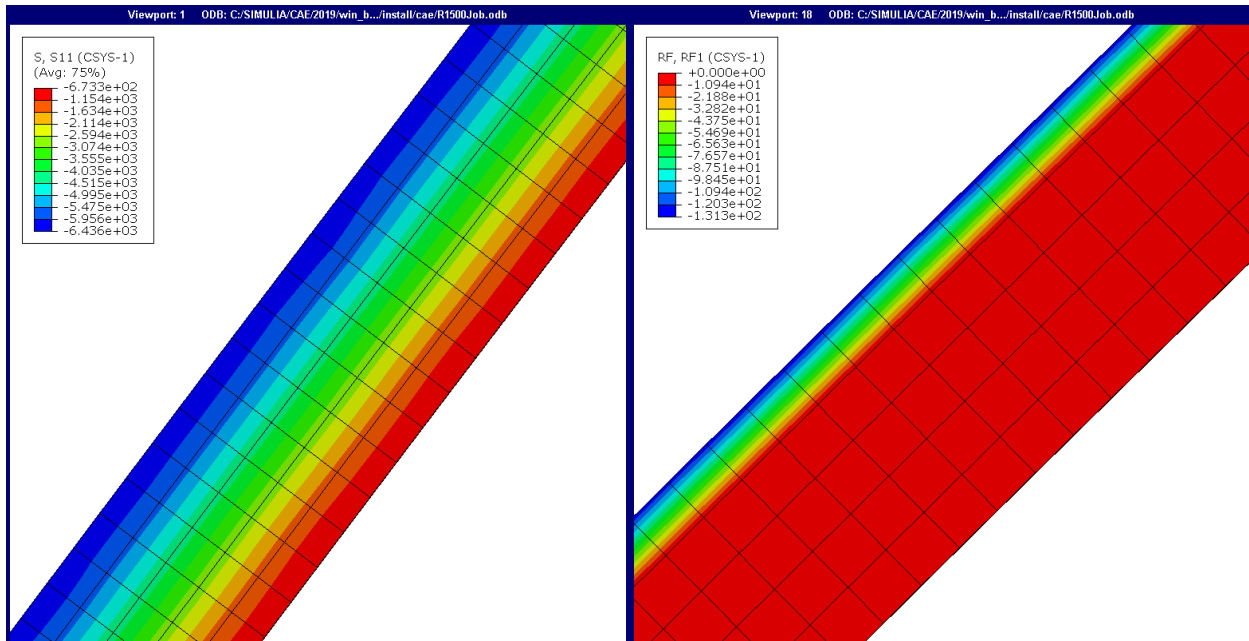 Viewport: 1 ODB: C:/SIMULIA/CAE/2019/win_b.../install/cae/R1500Job.odb
S, S11 (CSYS-1)
(Avg: 75%)
-6.733e+02
-1.154e+03
-1.634e+03
-2.114e+03
-2.594e+03
-3.074e+03
-3.555e+03
-4.035e+03
-4.515e+03
-4.995e+03
-5.475e+03
-5.956e+03
-6.436e+03
Viewport: 18 ODB: C:/SIMULIA/CAE/2019/win_b.../install/cae/R1500Job.odb
RF, RF1 (CSYS-1)
+0.000e+00
-1.094e+01
-2.188e+01
-3.282e+01
-4.375e+01
-5.469e+01
-6.563e+01
-7.657e+01
-8.751e+01
-9.845e+01
-1.094e+02
-1.203e+02
-1.313e+02